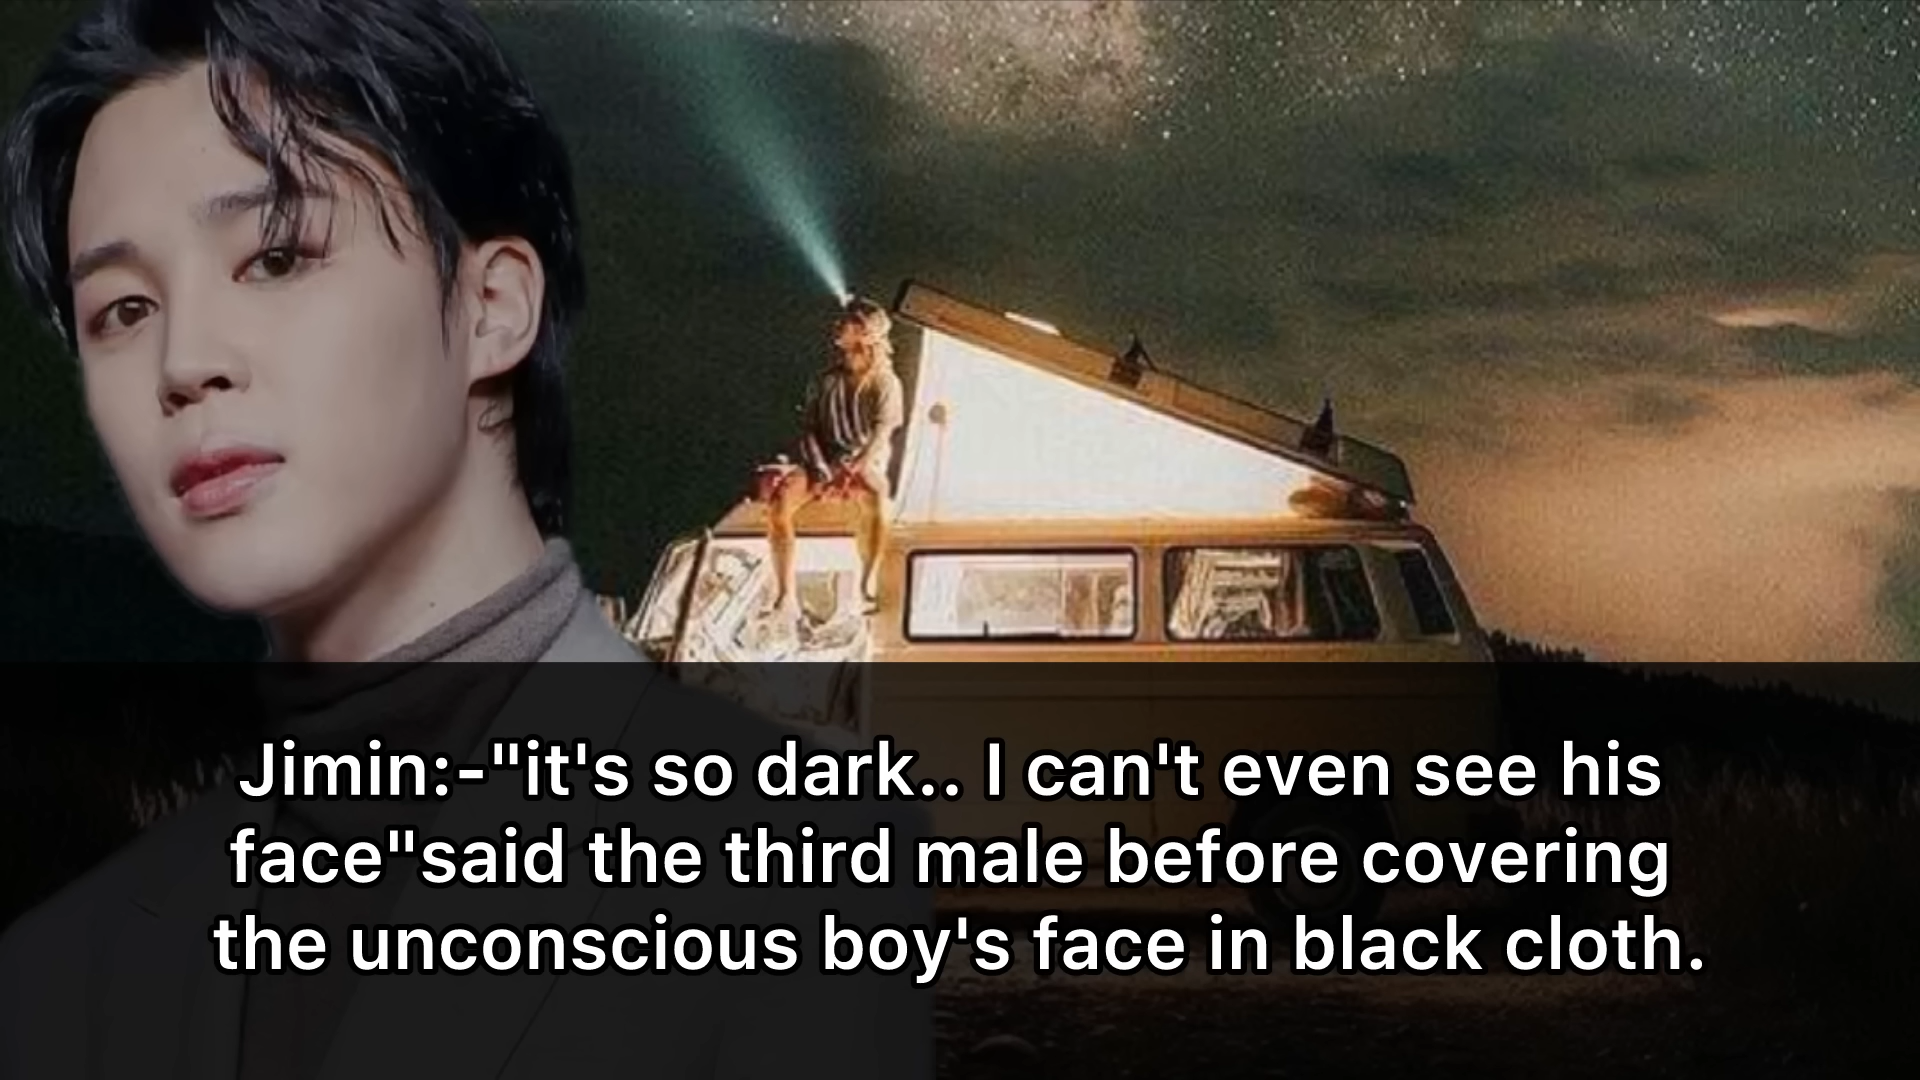 Jimin:-"it's so dark.. I can't even see his
face"said the third male before covering
the unconscious boy's face in black cloth.